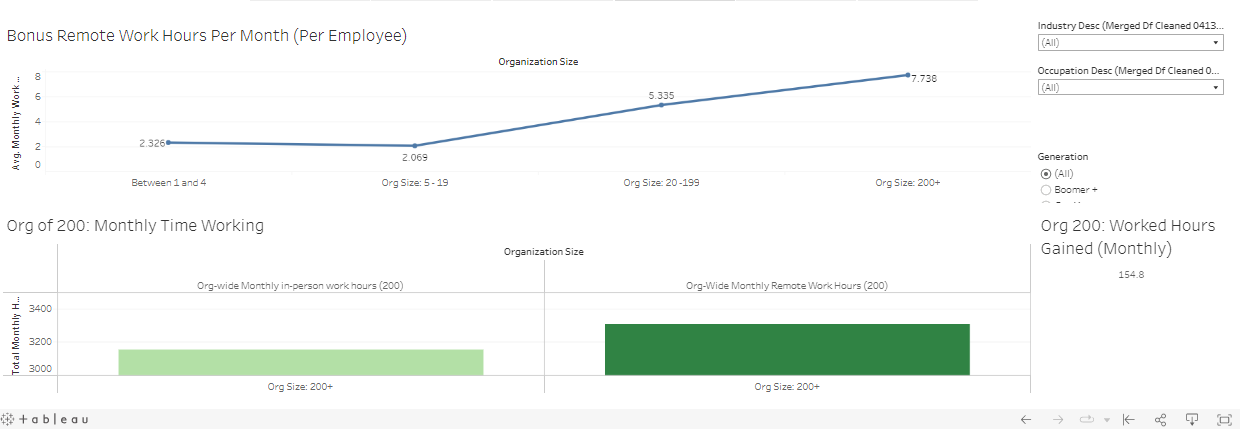 Bonus Remote Work Hours Per Month (Per Employee)
Organization Size
Avg. Monthly Work ..
8
6
4
2
0
2.326
2.069
5.335
7.738
Between 1 and 4
Org Size: 5 - 19
Org Size: 20 -199
Org Size: 200+
Industry Desc (Merged Df Cleaned 0413...
(All)
Occupation Desc (Merged Df Cleaned 0...
(All)
Generation
(All)
Boomer +
Org of 200: Monthly Time Working
Organization Size
Org-wide Monthly in-person work hours (200)
Org-Wide Monthly Remote Work Hours (200)
Total Monthly H..
3400
3200
3000
Org Size: 200+
Org Size: 200+
Org 200: Worked Hours
Gained (Monthly)
154.8
+ a b | e a u